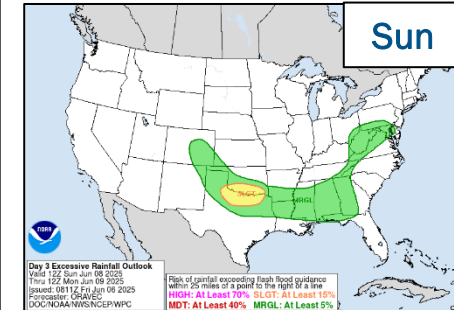 Sun
SLGT
MRGL
NOAA
Day 3 Excessive Rainfall Outlook
Valid 12Z Sun Jun 08 2025
Thru 12Z Mon Jun 09 2025
Issued: 0811Z Fri Jun 06 2025
Forecaster: ORAVEC
DOC/NOAA/NWS/NCEP/WPC
Risk of rainfall exceeding flash flood guidance
within 25 miles of a point to the right of a line
HIGH: At Least 70% SLGT: At Least 15%
MDT: At Least 40% MRGL: At Least 5%